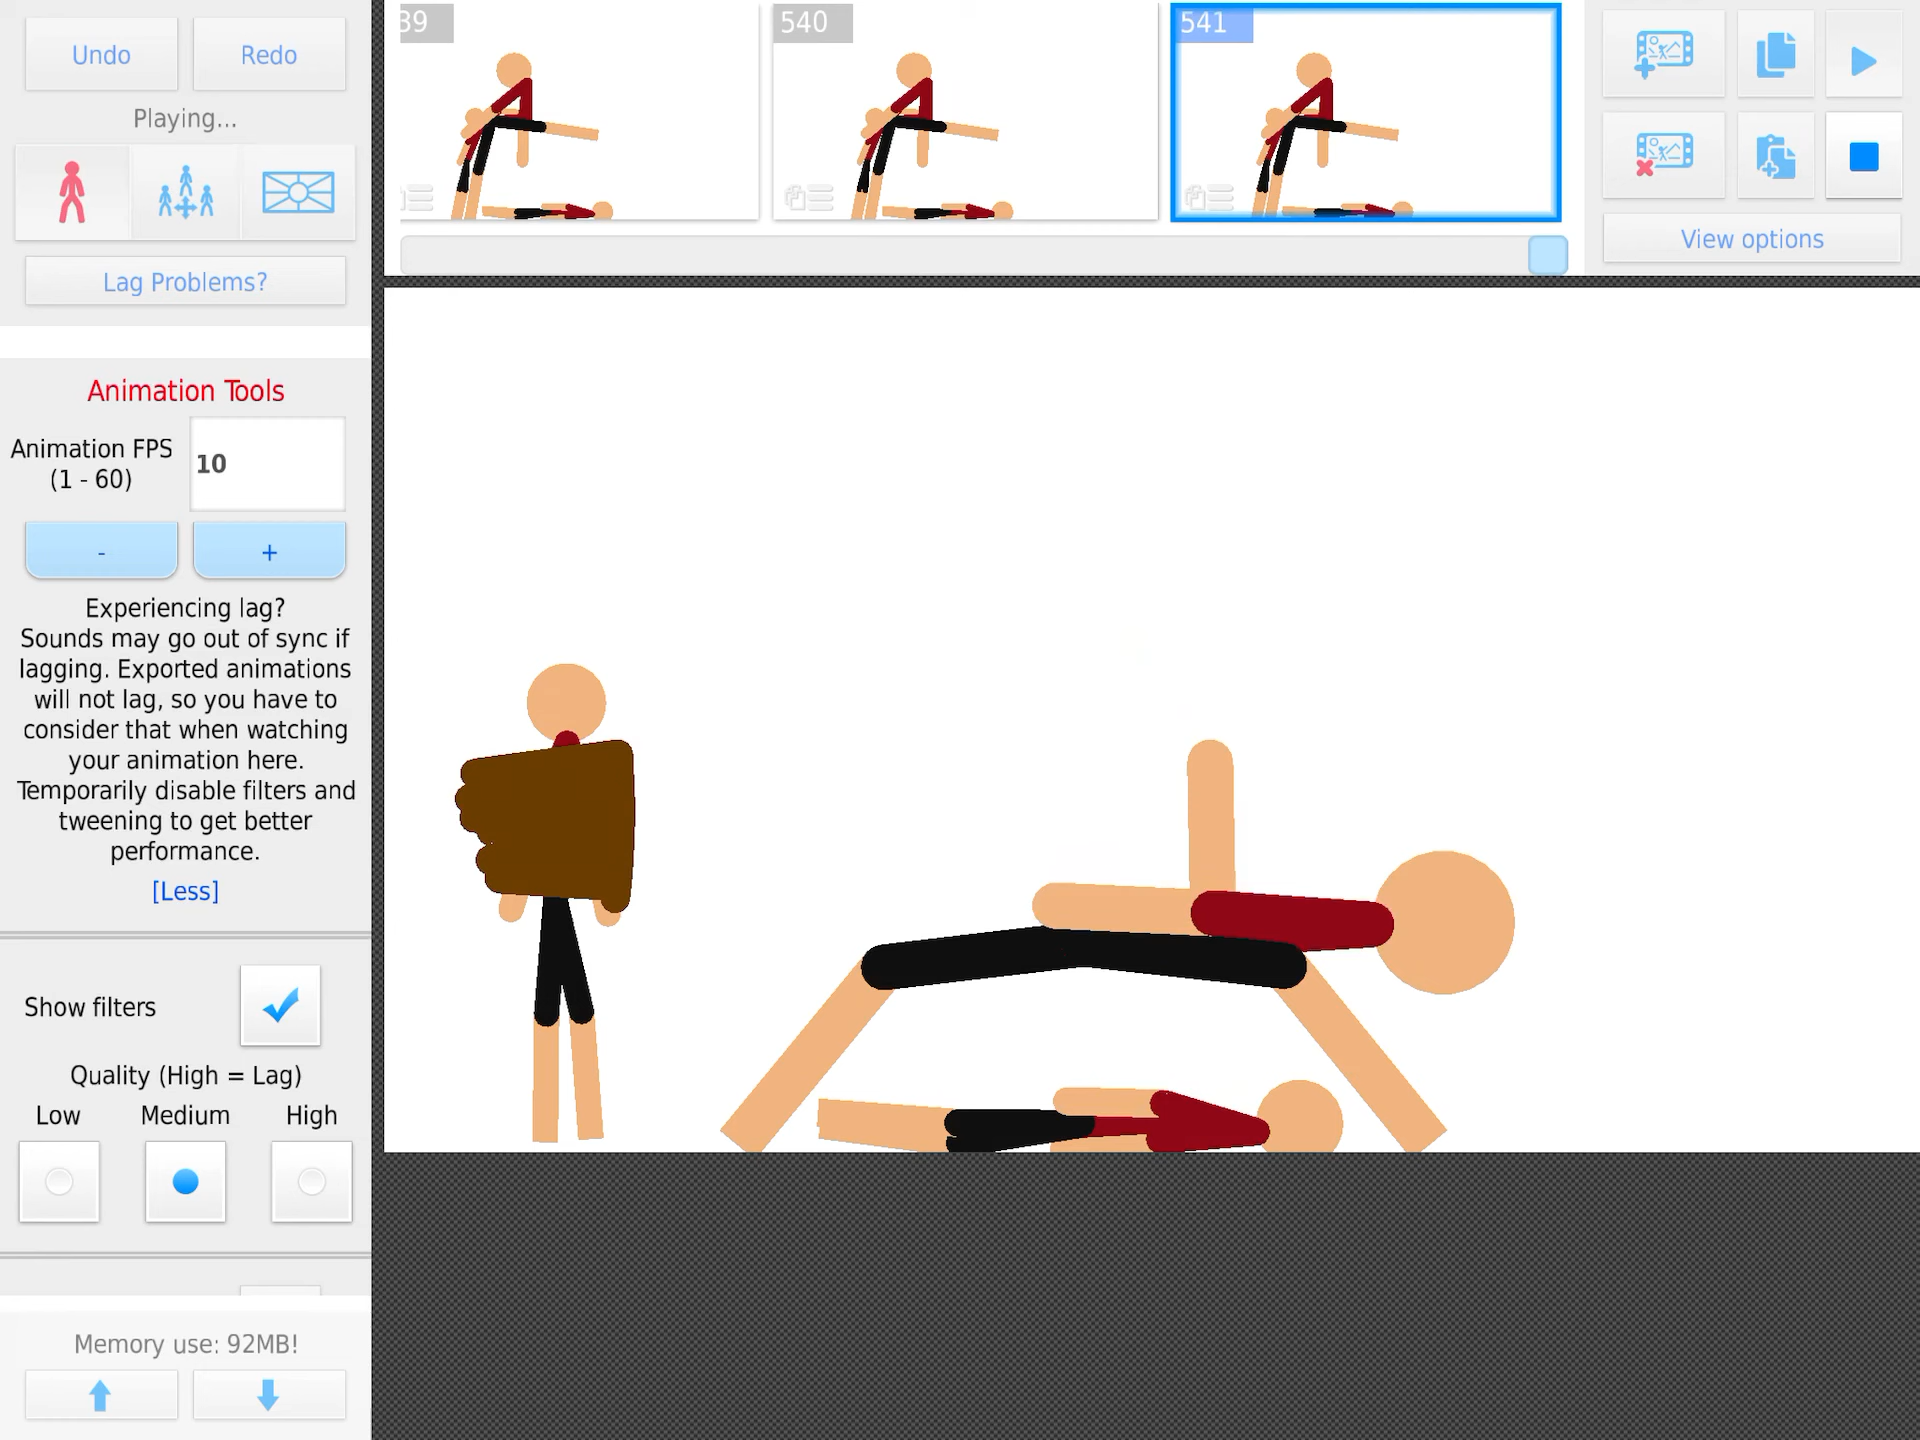 Undo
Redo
Playing...
Lag Problems?
Animation Tools
Animation FPS
(1 - 60)
10
-
+
Experiencing lag?
Sounds may go out of sync if
lagging. Exported animations
will not lag, so you have to
consider that when watching
your animation here.
Temporarily disable filters and
tweening to get better
performance.
[Less]
Show filters
Quality (High = Lag)
Low
Medium
High
Memory use: 92MB!
39
540
541
View options